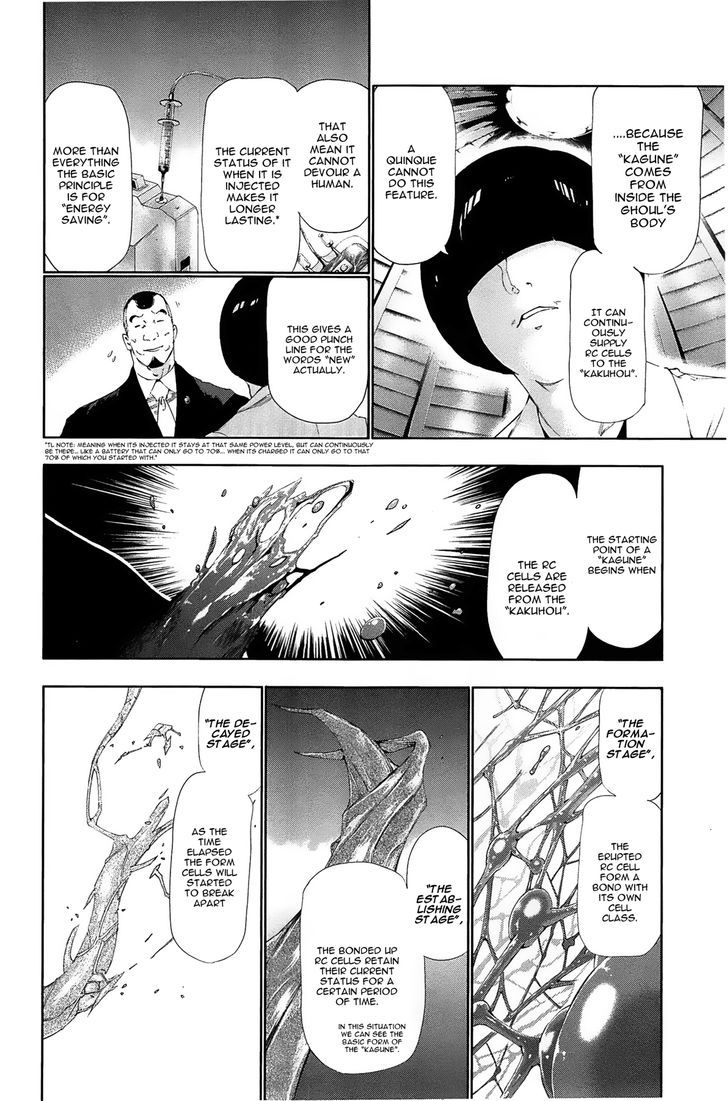 ....BECAUSE
THE
"KAGUNE"
COMES
FROM
INSIDE THE
GHOUL'S
BODY
IT CAN
CONTINU-
OUSLY
SUPPLY
RC CELLS
TO THE
"KAKUHOU".
A
QUINQUE
CANNOT
DO THIS
FEATURE.
THAT
ALSO
MEAN IT
CANNOT
DEVOUR A
HUMAN.
THE CURRENT
STATUS OF IT
WHEN IT IS
INJECTED
MAKES IT
LONGER
LASTING.*
MORE THAN
EVERYTHING
THE BASIC
PRINCIPLE
IS FOR
"ENERGY
SAVING".
THIS GIVES A
GOOD PUNCH
LINE FOR THE
WORDS "NEW"
ACTUALLY.
*TL NOTE: MEANING WHEN ITS INJECTED IT STAYS AT THAT SAME POWER LEVEL, BUT CAN CONTINUOUSLY
BE THERE.. LIKE A BATTERY THAT CAN ONLY GO TO 70%... WHEN ITS CHARGED IT CAN ONLY GO TO THAT
70% OF WHICH YOU STARTED WITH.*
THE STARTING
POINT OF A
"KAGUNE"
BEGINS WHEN
THE RC
CELLS ARE
RELEASED
FROM THE
"KAKUHOU".
"THE
FORMA-
TION
STAGE",
THE
ERUPTED
RC CELL
FORM A
BOND WITH
ITS OWN
CELL
CLASS.
"THE
ESTAB-
LISHING
STAGE",
THE BONDED UP
RC CELLS RETAIN
THEIR CURRENT
STATUS FOR A
CERTAIN PERIOD
OF TIME.
IN THIS SITUATION
WE CAN SEE THE
BASIC FORM OF
THE "KAGUNE".
"THE DE-
CAYED
STAGE",
AS THE
TIME
ELAPSED
THE FORM
CELLS WILL
STARTED
TO BREAK
APART